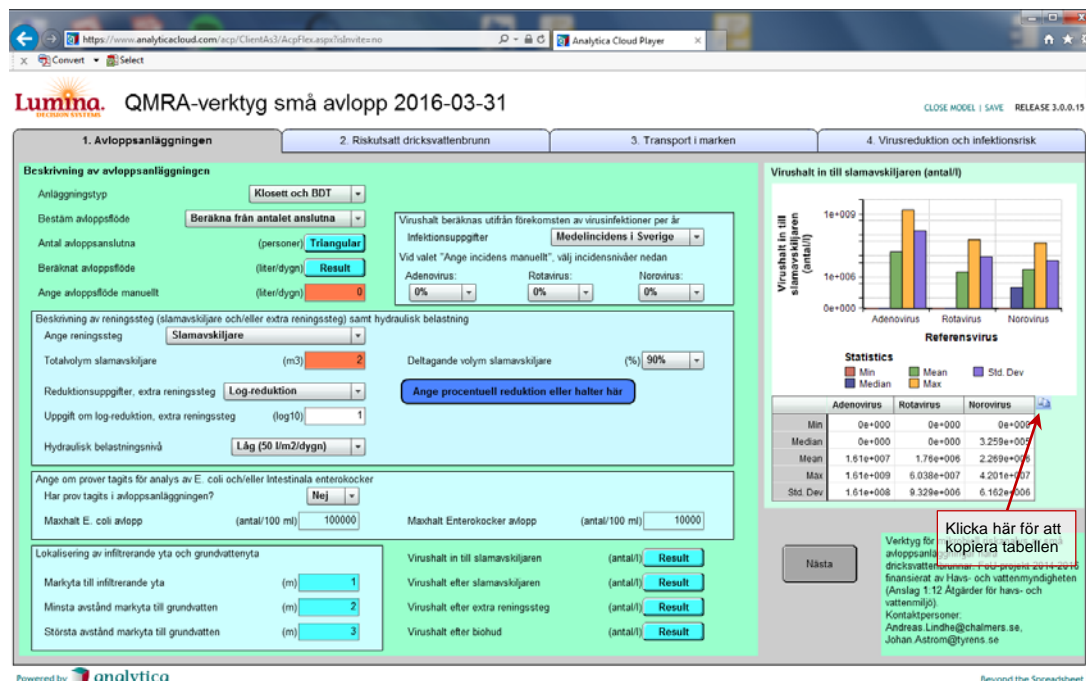 https://www.analyticacloud.com/acp/ClientAs3/AcpFlex.aspx?isInvite=no
Analytica Cloud Player
x Convert Select
Lumina. DECISION SYSTEMS
QMRA-verktyg små avlopp 2016-03-31
CLOSE MODEL | SAVE RELEASE 3.0.0.15
1. Avloppsanläggningen
2. Riskutsatt dricksvattenbrunn
3. Transport i marken
4. Virusreduktion och infektionsrisk
Beskrivning av avloppsanläggningen
Anläggningstyp Klosett och BDT
Bestäm avloppsflöde Beräkna från antalet anslutna
Antal avloppsanslutna (personer) Triangular
Beräknat avloppsflöde (liter/dygn) Result
Ange avloppsflöde manuellt (liter/dygn) 0
Virushalt beräknas utifrån förekomsten av virusinfektioner per år
Infektionsuppgifter Medelincidens i Sverige
Vid valet "Ange incidens manuellt", välj incidensnivåer nedan
Adenovirus: Rotavirus: Norovirus:
0% 0% 0%
Beskrivning av reningssteg (slamavskiljare och/eller extra reningssteg) samt hydraulisk belastning
Ange reningssteg Slamavskiljare
Totalvolym slamavskiljare (m3) 2
Deltagande volym slamavskiljare (%) 90%
Reduktionsuppgifter, extra reningssteg Log-reduktion
Ange procentuell reduktion eller halter här
Uppgift om log-reduktion, extra reningssteg (log10) 1
Hydraulisk belastningsnivå Låg (50 l/m2/dygn)
Ange om prover tagits för analys av E. coli och/eller Intestinala enterokocker
Har prov tagits i avloppsanläggningen? Nej
Maxhalt E. coli avlopp (antal/100 ml) 100000
Maxhalt Enterokocker avlopp (antal/100 ml) 10000
Lokalisering av infiltrerande yta och grundvattenyta
Markyta till infiltrerande yta (m) 1
Minsta avstånd markyta till grundvatten (m) 2
Största avstånd markyta till grundvatten (m) 3
Virushalt in till slamavskiljaren (antal/l) Result
Virushalt efter slamavskiljaren (antal/l) Result
Virushalt efter extra reningssteg (antal/l) Result
Virushalt efter biohud (antal/l) Result
Virushalt in till slamavskiljaren (antal/l)
Virushalt in till
slamavskiljaren
(antal/l)
1e+009
1e+006
0e+000
Adenovirus Rotavirus Norovirus
Referensvirus
Statistics
Min Mean Std. Dev
Median Max
Adenovirus Rotavirus Norovirus
Min 0e+000 0e+000 0e+000
Median 0e+000 0e+000 3.259e+005
Mean 1.61e+007 1.76e+006 2.269e+006
Max 1.61e+009 6.038e+007 4.201e+007
Std. Dev 1.61e+008 9.329e+006 6.162e+006
Klicka här för att
kopiera tabellen
Nästa
Verktyg för
avloppsanläggningar
dricksvattenbrunnar. FoU-projekt 2014-2016
finansierat av Havs- och vattenmyndigheten
(Anslag 1:12 Åtgärder för havs- och
vattenmiljö).
Kontaktpersoner:
Andreas.Lindhe@chalmers.se,
Johan.Astrom@tyrens.se
Powered by analytica
Beyond the Spreadsheet